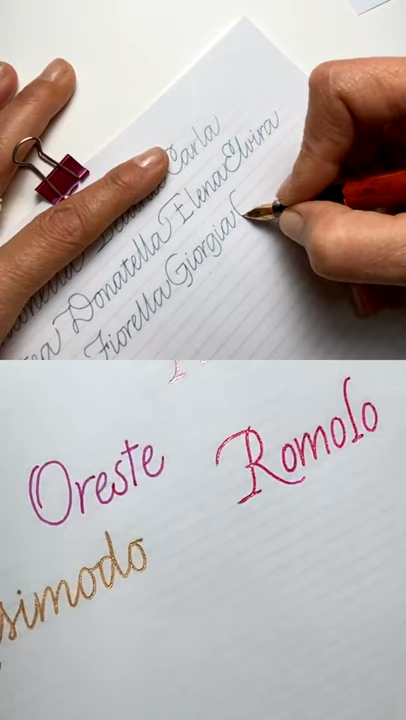 Carla
Donatella Elena Elvira
Fiorella Giorgia
Oreste
Romolo
simodo